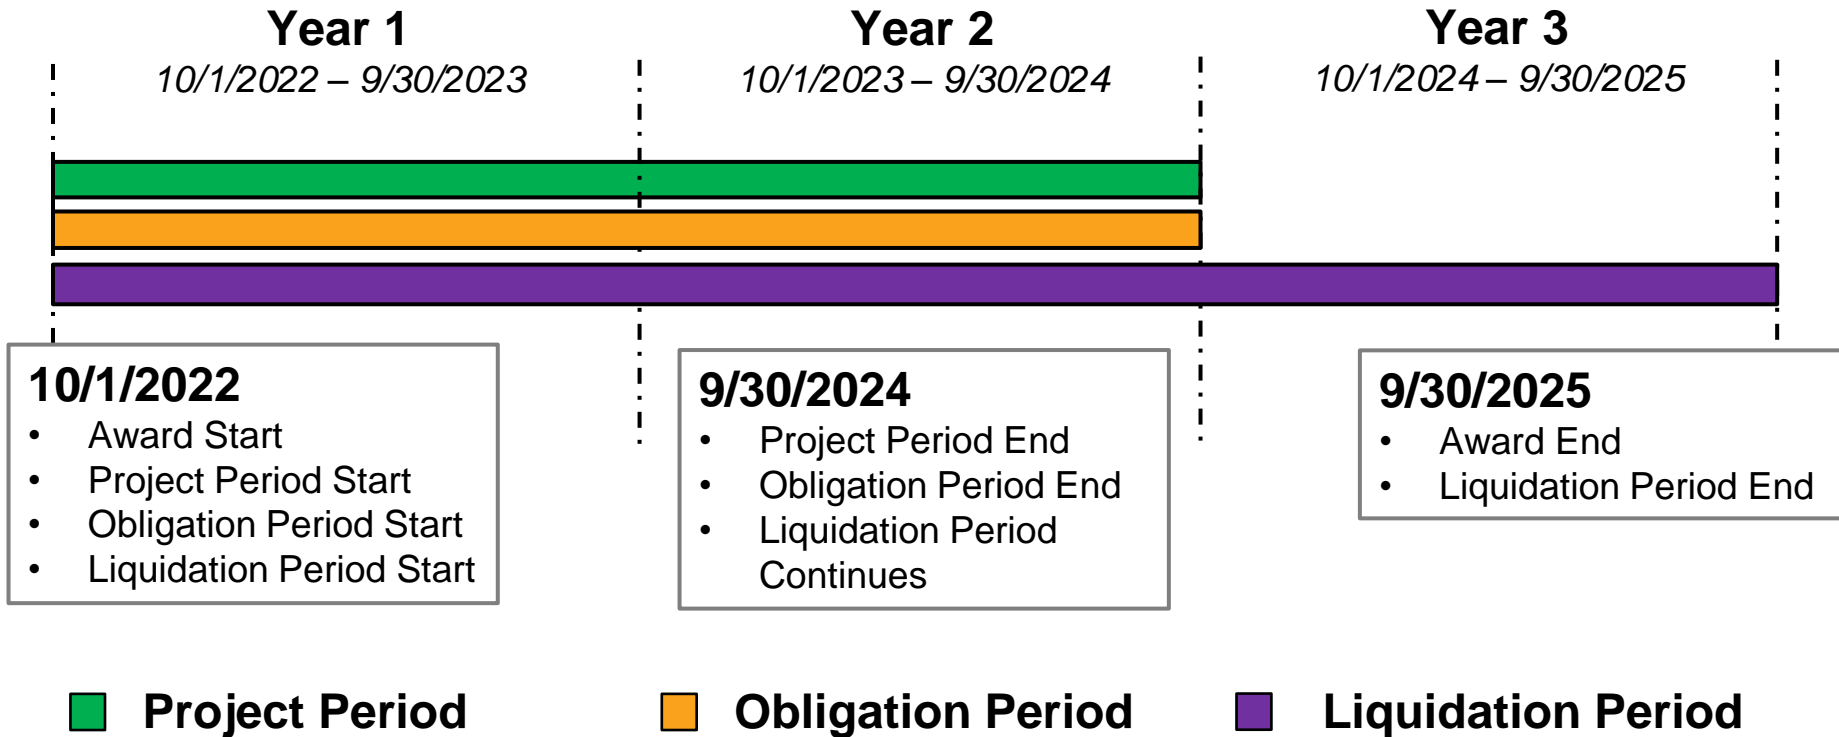 Year 1
10/1/2022 – 9/30/2023
Year 2
10/1/2023 – 9/30/2024
Year 3
10/1/2024 – 9/30/2025
10/1/2022
• Award Start
• Project Period Start
• Obligation Period Start
• Liquidation Period Start
9/30/2024
• Project Period End
• Obligation Period End
• Liquidation Period
Continues
9/30/2025
• Award End
• Liquidation Period End
Project Period
Obligation Period
Liquidation Period